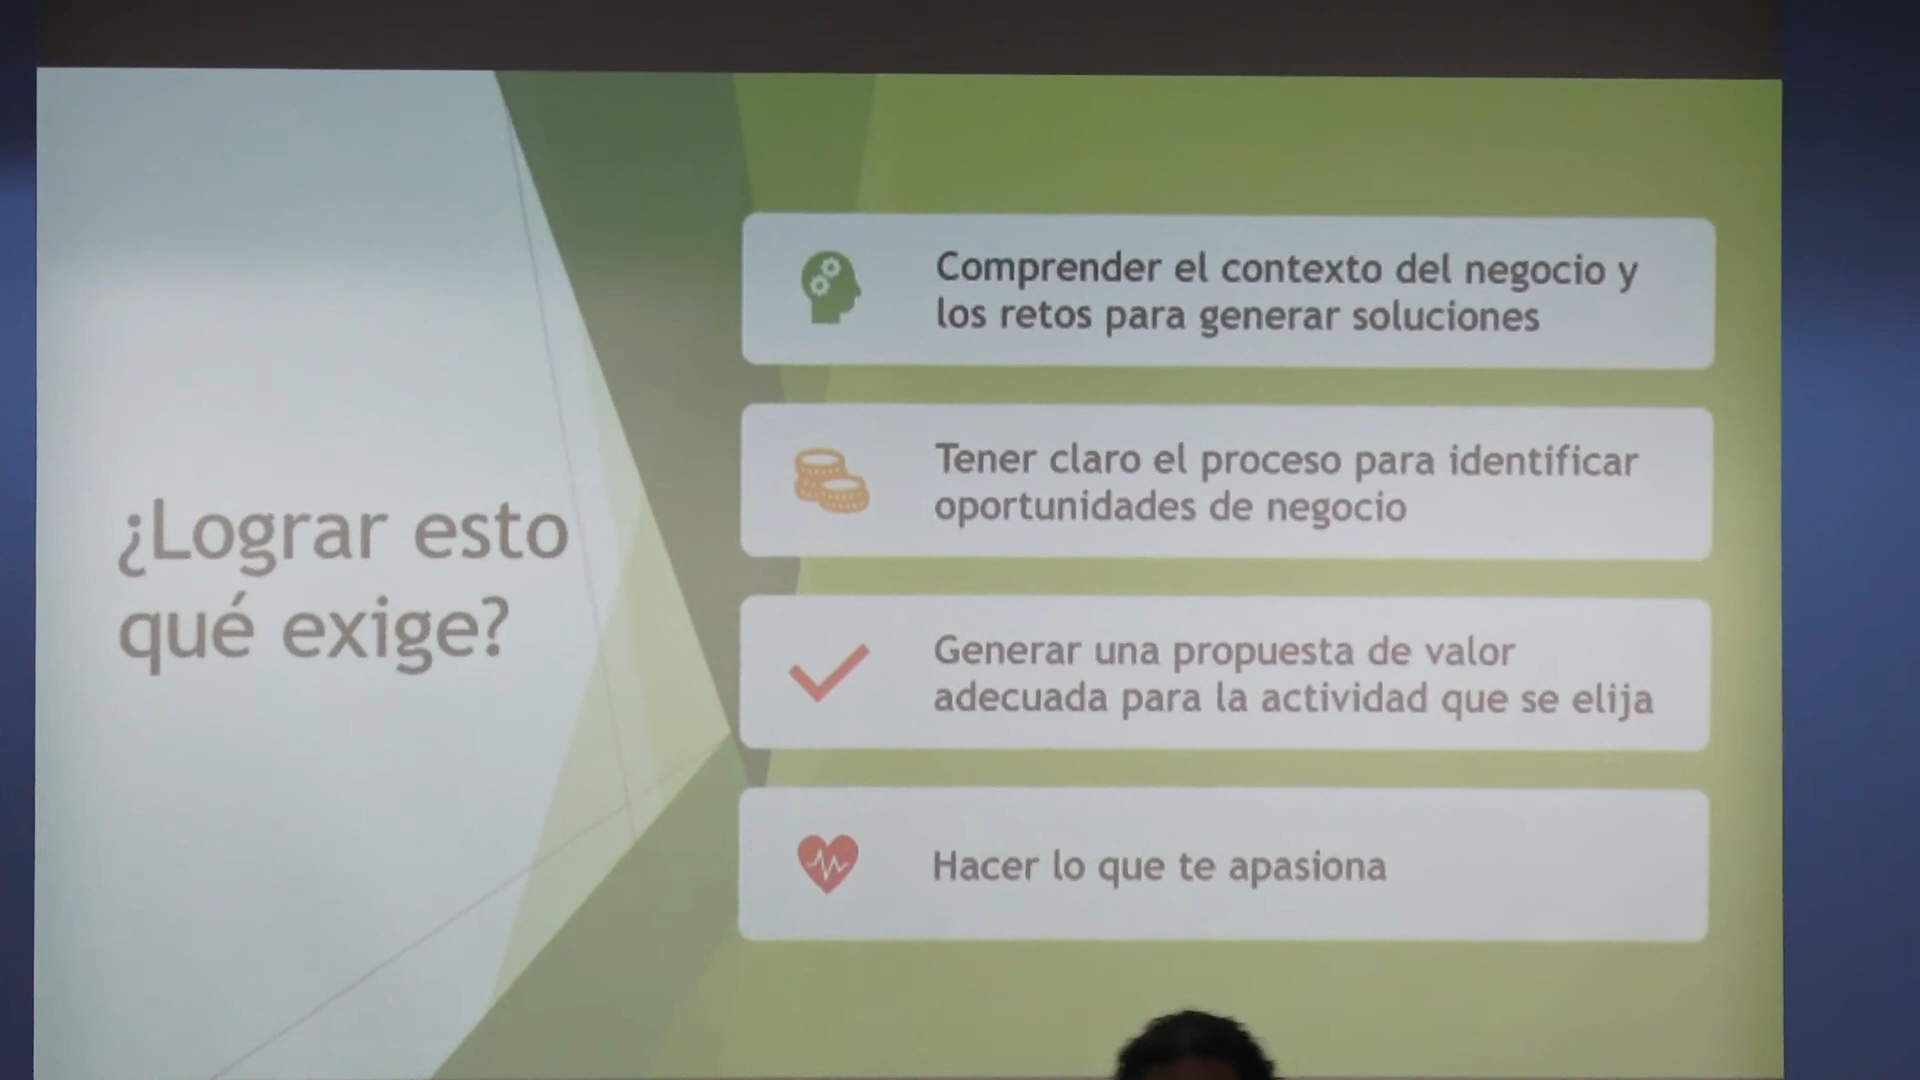 ¿Lograr esto
qué exige?
Comprender el contexto del negocio y
los retos para generar soluciones
Tener claro el proceso para identificar
oportunidades de negocio
Generar una propuesta de valor
adecuada para la actividad que se elija
Hacer lo que te apasiona